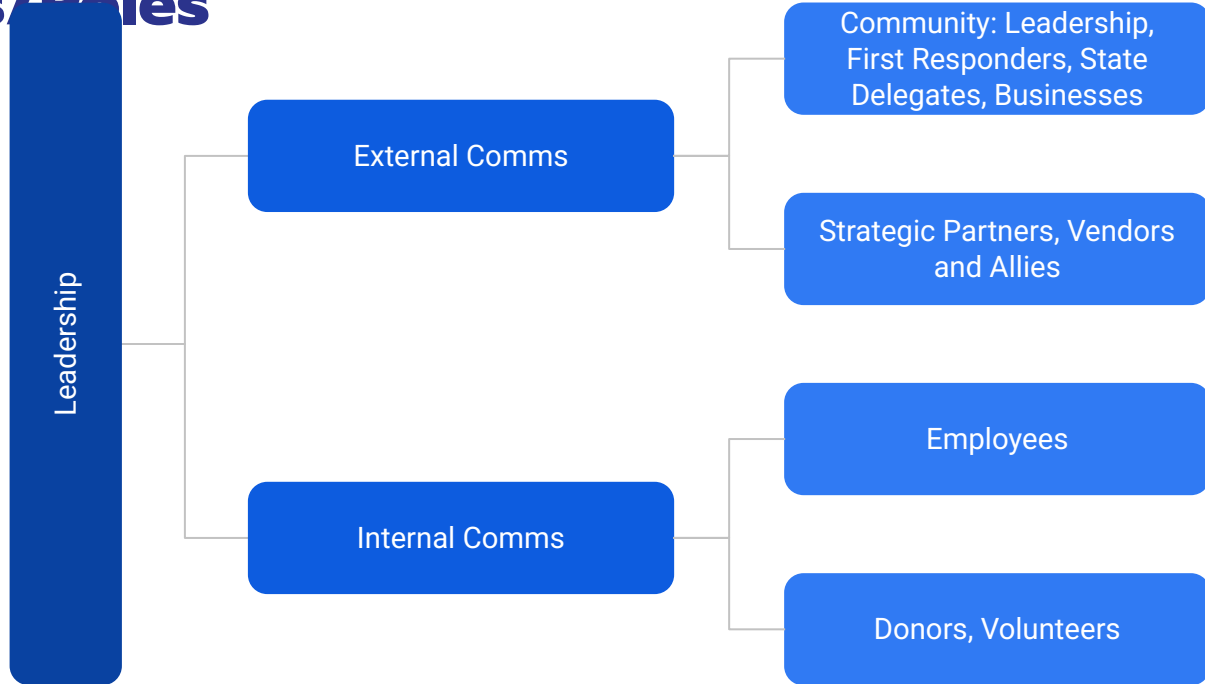 Leadership
External Comms
Internal Comms
Community: Leadership,
First Responders, State
Delegates, Businesses
Strategic Partners, Vendors
and Allies
Employees
Donors, Volunteers